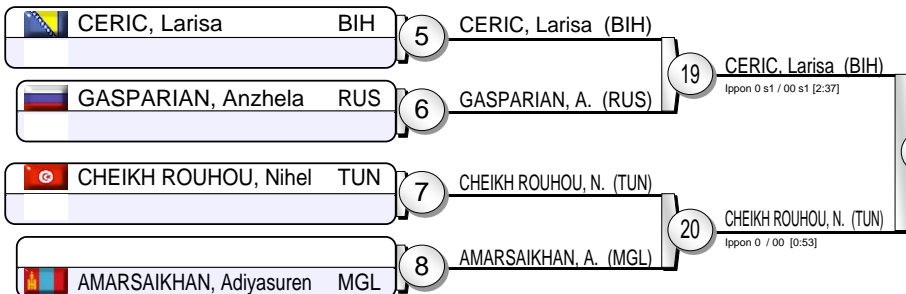 CERIC, Larisa BIH
5
CERIC, Larisa (BIH)
19
CERIC, Larisa (BIH)
Ippon 0 s1 / 00 s1 [2:37]
GASPARIAN, Anzhela RUS
6
GASPARIAN, A. (RUS)
CHEIKH ROUHOU, Nihel TUN
7
CHEIKH ROUHOU, N. (TUN)
20
CHEIKH ROUHOU, N. (TUN)
Ippon 0 / 00 [0:53]
AMARSAIKHAN, Adiyasuren MGL
8
AMARSAIKHAN, A. (MGL)